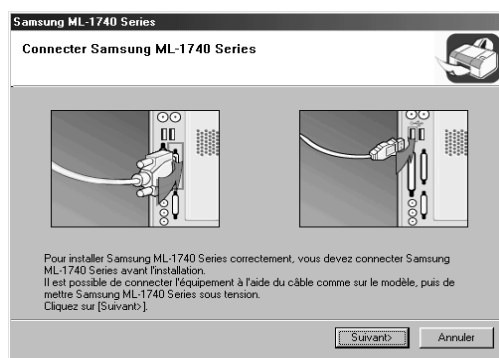 Samsung ML-1740 Series
Connecter Samsung ML-1740 Series
Pour installer Samsung ML-1740 Series correctement, vous devez connecter Samsung
ML-1740 Series avant l'installation.
Il est possible de connecter l'équipement à l'aide du câble comme sur le modèle, puis de
mettre Samsung ML-1740 Series sous tension.
Cliquez sur [Suivant>].
Suivant>
Annuler